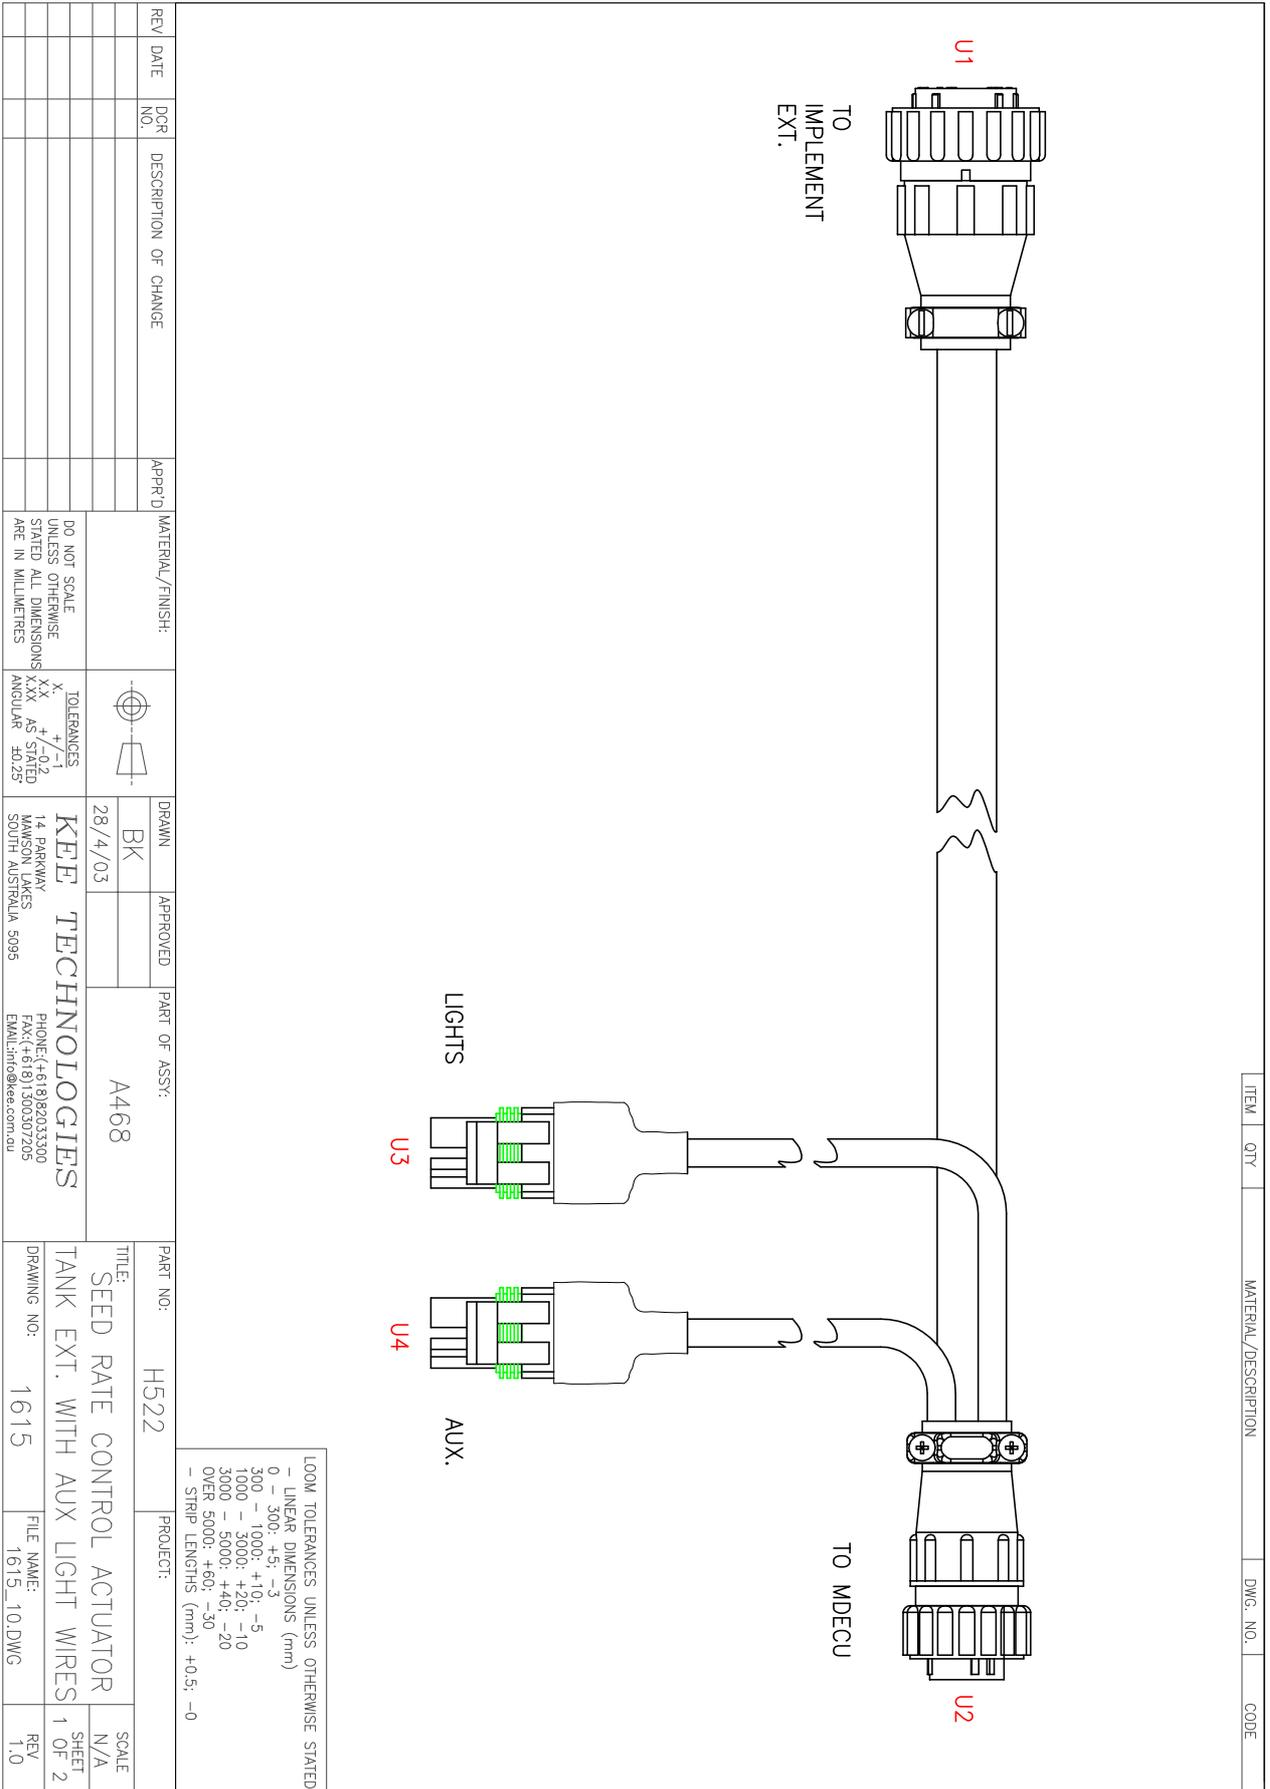 ITEM QTY MATERIAL/DESCRIPTION DWG. NO. CODE
U1
U2
TO
IMPLEMENT
EXT.
TO MDECU
LIGHTS
AUX.
U3
U4
LOOM TOLERANCES UNLESS OTHERWISE STATED
- LINEAR DIMENSIONS (mm)
0 - 300: +5; -3
300 - 1000: +10; -5
1000 - 3000: +20; -10
3000 - 5000: +40; -20
OVER 5000: +60; -30
- STRIP LENGTHS (mm): +0.5; -0
REV DATE DCR NO. DESCRIPTION OF CHANGE APPR'D
MATERIAL/FINISH:
DO NOT SCALE
UNLESS OTHERWISE
STATED ALL DIMENSIONS
ARE IN MILLIMETRES
TOLERANCES
X. +/-1
X.X +/-0.2
X.XX AS STATED
ANGULAR ±0.25°
DRAWN
BK
28/4/03
APPROVED
PART OF ASSY:
A468
KEE TECHNOLOGIES
14 PARKWAY
MAWSON LAKES
SOUTH AUSTRALIA 5095
PHONE:(+618)82033300
FAX:(+618)1300307205
EMAIL:info@kee.com.au
PART NO:
H522
PROJECT:
TITLE:
SEED RATE CONTROL ACTUATOR
TANK EXT. WITH AUX LIGHT WIRES
SCALE
N/A
SHEET
1 OF 2
DRAWING NO:
1615
FILE NAME:
1615_10.DWG
REV
1.0